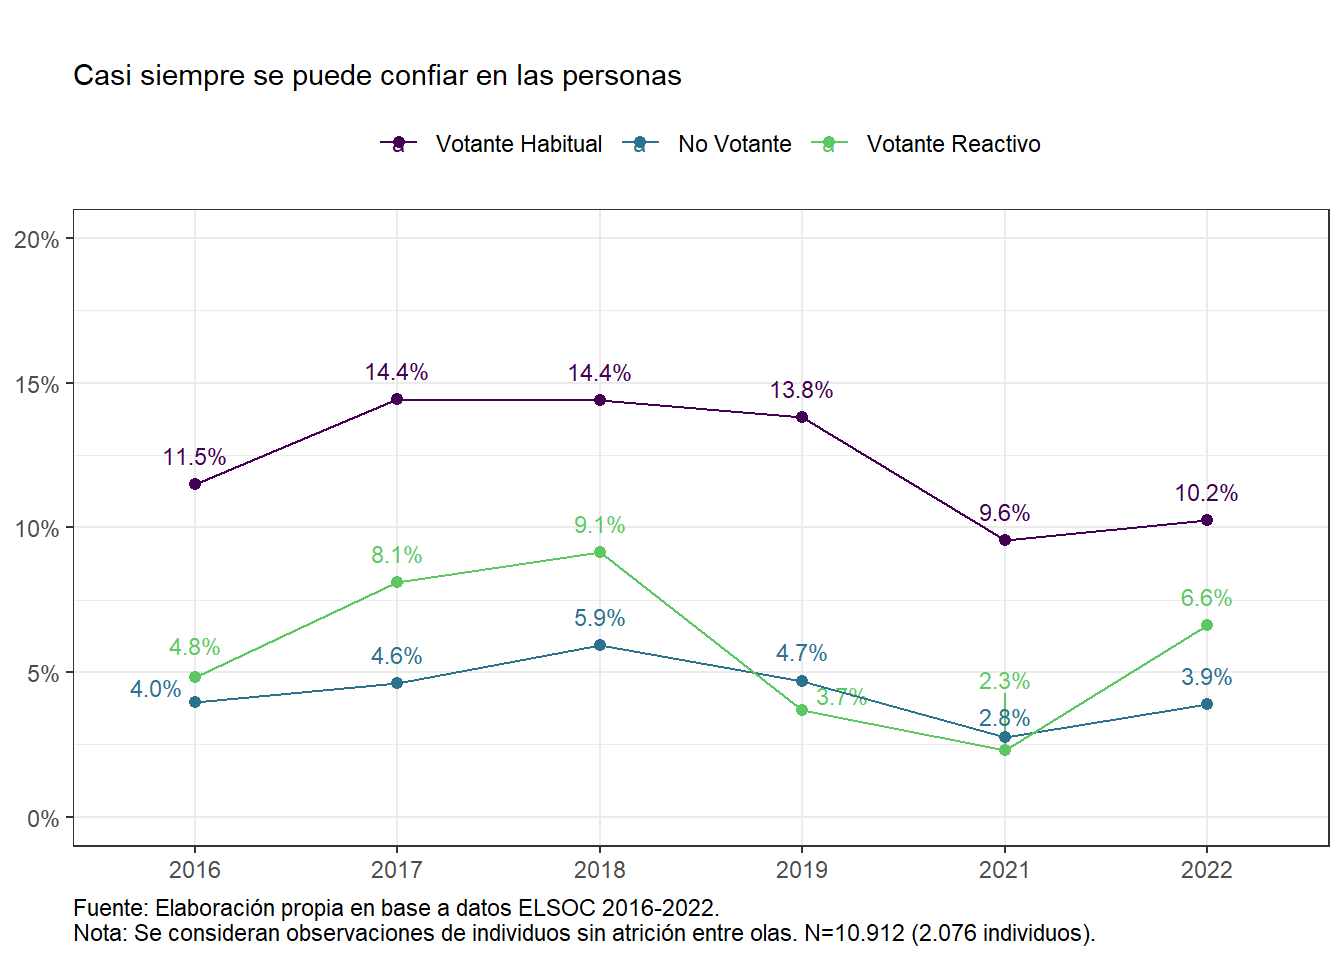 Casi siempre se puede confiar en las personas
a Votante Habitual a No Votante a Votante Reactivo
20%
15%
10%
5%
0%
11.5% 14.4% 14.4% 13.8% 9.6% 10.2%
4.8% 8.1% 9.1% 3.7% 2.3% 6.6%
4.0% 4.6% 5.9% 4.7% 2.8% 3.9%
2016 2017 2018 2019 2021 2022
Fuente: Elaboración propia en base a datos ELSOC 2016-2022.
Nota: Se consideran observaciones de individuos sin atrición entre olas. N=10.912 (2.076 individuos).